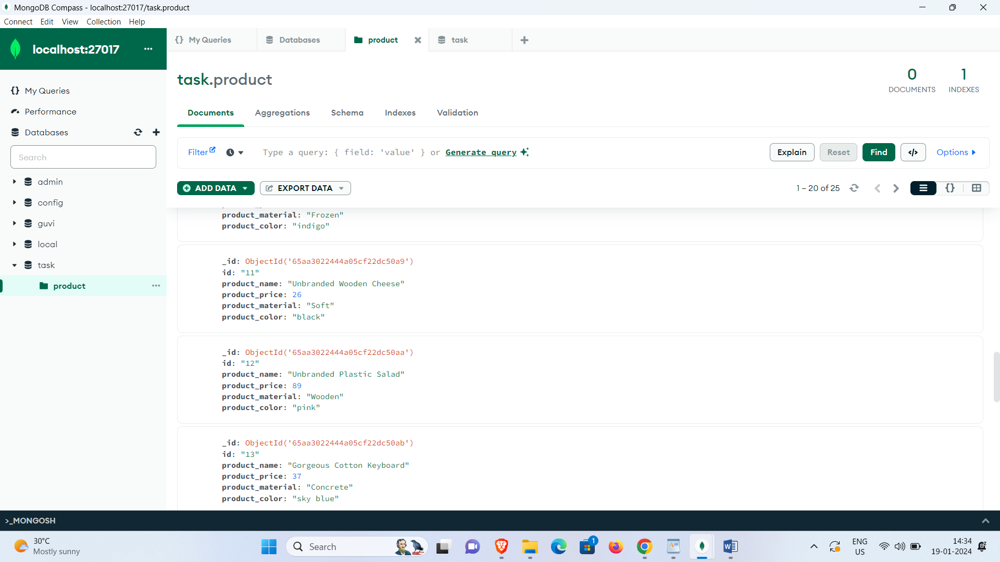 MongoDB Compass - localhost:27017/task.product
Connect Edit View Collection Help
localhost:27017 ...
{} My Queries
Databases
product
task
My Queries
Performance
Databases
Search
admin
config
guvi
local
task
product ...
task.product
0
DOCUMENTS
1
INDEXES
Documents Aggregations Schema Indexes Validation
Filter
Type a query: { field: 'value' } or Generate query
Explain Reset Find </> Options
ADD DATA
EXPORT DATA
1 – 20 of 25
{}
product_material: "Frozen"
product_color: "indigo"
_id: ObjectId('65aa3022444a05cf22dc50a9')
id: "11"
product_name: "Unbranded Wooden Cheese"
product_price: 26
product_material: "Soft"
product_color: "black"
_id: ObjectId('65aa3022444a05cf22dc50aa')
id: "12"
product_name: "Unbranded Plastic Salad"
product_price: 89
product_material: "Wooden"
product_color: "pink"
_id: ObjectId('65aa3022444a05cf22dc50ab')
id: "13"
product_name: "Gorgeous Cotton Keyboard"
product_price: 37
product_material: "Concrete"
product_color: "sky blue"
>_MONGOSH
30°C
Mostly sunny
Search
1
ENG
US
14:34
19-01-2024